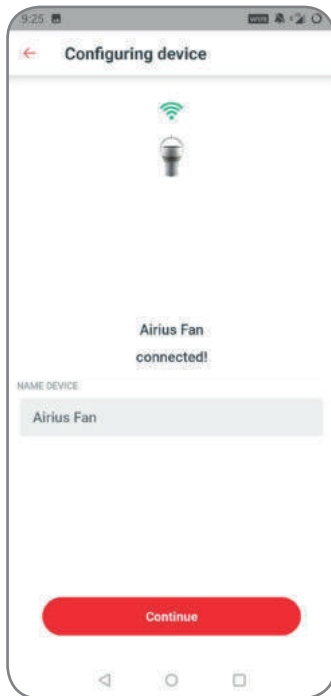 9:25
Configuring device
Airius Fan
connected!
NAME DEVICE
Airius Fan
Continue